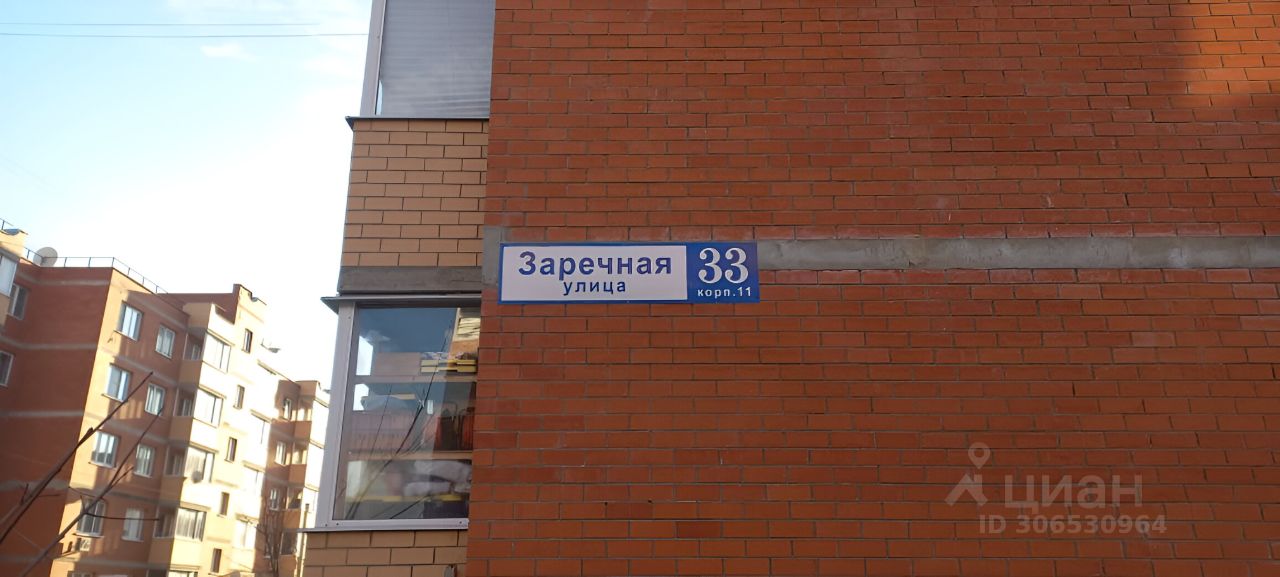 Заречная
улица
33
корп.11
циан
ID 306530964